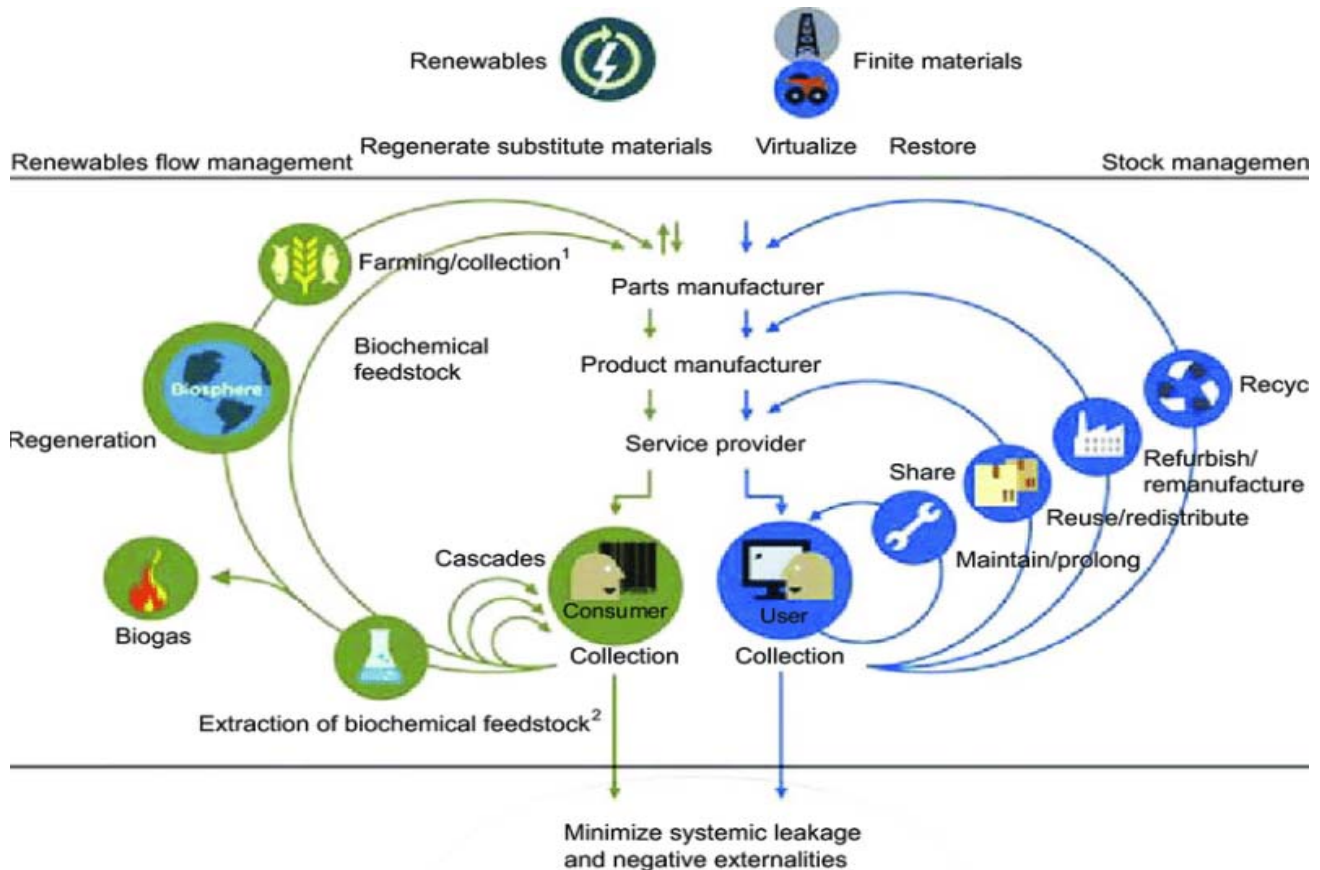 Renewables
Finite materials
Regenerate substitute materials
Virtualize
Restore
Renewables flow management
Stock managemen
Farming/collection1
Parts manufacturer
Biochemical
feedstock
Product manufacturer
Biosphere
Recyc
Regeneration
Service provider
Share
Refurbish/
remanufacture
Reuse/redistribute
Cascades
Maintain/prolong
Consumer
User
Biogas
Collection
Collection
Extraction of biochemical feedstock2
Minimize systemic leakage
and negative externalities